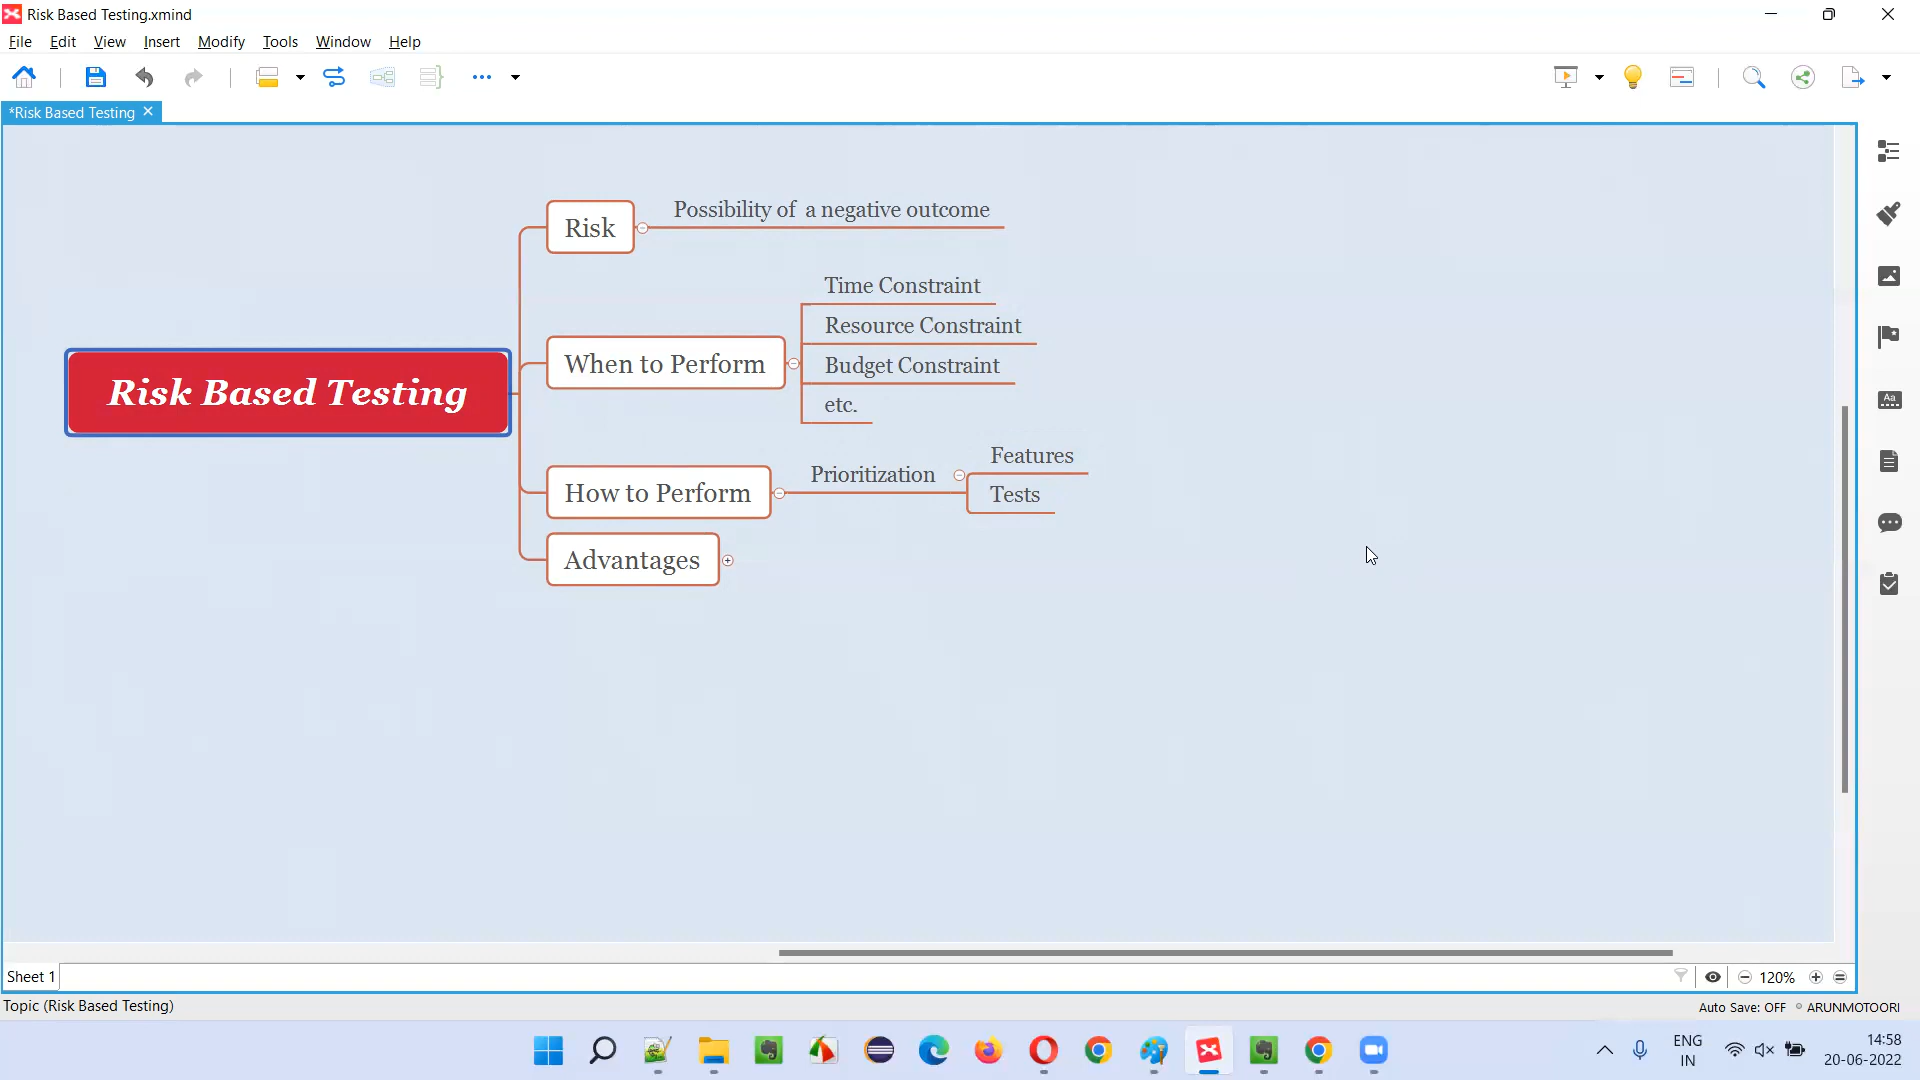 Risk Based Testing.xmind
File Edit View Insert Modify Tools Window Help
*Risk Based Testing
Risk
Possibility of a negative outcome
Time Constraint
Resource Constraint
When to Perform
Budget Constraint
etc.
Risk Based Testing
Features
Prioritization
How to Perform
Tests
Advantages
Aa
Sheet 1
120%
Topic (Risk Based Testing)
Auto Save: OFF ARUNMOTOORI
ENG
IN
14:58
20-06-2022